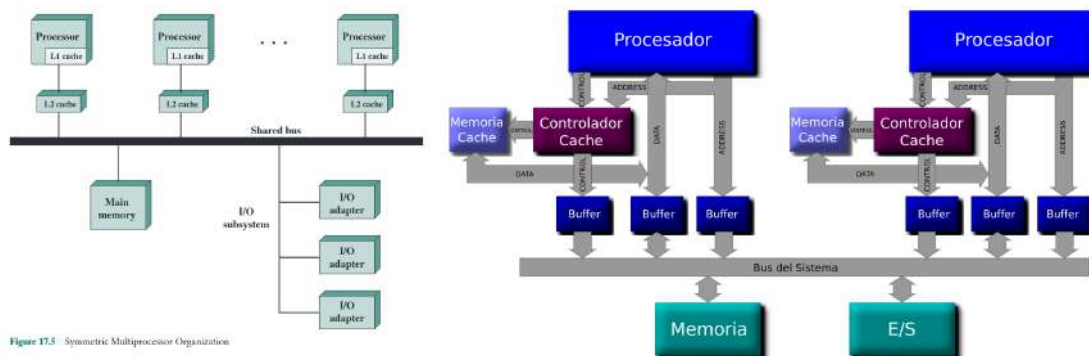 Processor
L1 cache
L2 cache
Processor
L1 cache
L2 cache
. . .
Processor
L1 cache
L2 cache
Shared bus
Main
memory
I/O
subsystem
I/O
adapter
I/O
adapter
I/O
adapter
Figure 17.5 Symmetric Multiprocessor Organization
Procesador
CONTROL
ADDRESS
Memoria
Cache
CONTROL
Controlador
Cache
DATA
ADDRESS
CONTROL
DATA
Buffer
Buffer
Buffer
Procesador
CONTROL
ADDRESS
Memoria
Cache
CONTROL
Controlador
Cache
DATA
ADDRESS
CONTROL
DATA
Buffer
Buffer
Buffer
Bus del Sistema
Memoria
E/S